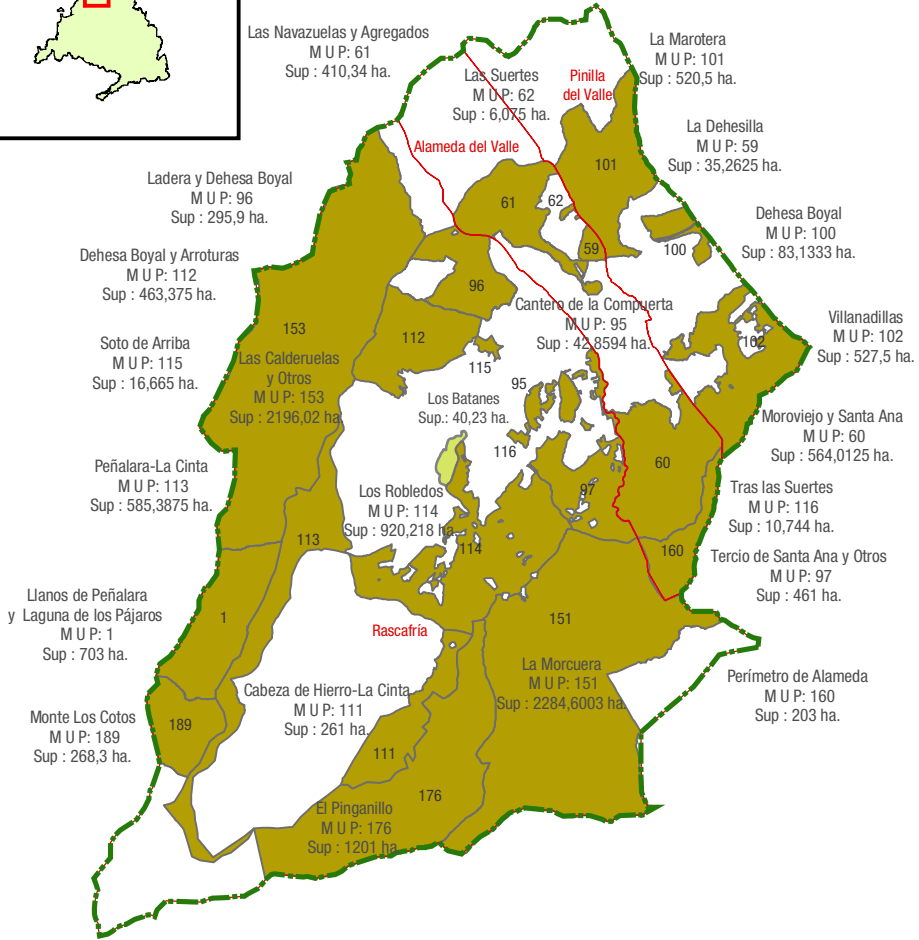 Las Navazuelas y Agregados
M U P: 61
Sup : 410,34 ha.
La Marotera
M U P: 101
Sup : 520,5 ha.
Las Suertes
M U P: 62
Sup : 6,075 ha.
Pinilla
del Valle
La Dehesilla
M U P: 59
Sup : 35,2625 ha.
Alameda del Valle
101
Ladera y Dehesa Boyal
M U P: 96
Sup : 295,9 ha.
61
62
Dehesa Boyal
M U P: 100
Sup : 83,1333 ha.
59
100
Dehesa Boyal y Arroturas
M U P: 112
Sup : 463,375 ha.
96
Cantero de la Compuerta
M U P: 95
Sup : 42,8594 ha.
Villanadillas
M U P: 102
Sup : 527,5 ha.
153
112
102
Soto de Arriba
M U P: 115
Sup : 16,665 ha.
Las Calderuelas
y Otros
M U P: 153
Sup : 2196,02 ha.
115
95
Los Batanes
Sup.: 40,23 ha.
Moroviejo y Santa Ana
M U P: 60
Sup : 564,0125 ha.
116
60
Peñalara-La Cinta
M U P: 113
Sup : 585,3875 ha.
Los Robledos
M U P: 114
Sup : 920,218 ha.
97
Tras las Suertes
M U P: 116
Sup : 10,744 ha.
113
114
160
Tercio de Santa Ana y Otros
M U P: 97
Sup : 461 ha.
Llanos de Peñalara
y Laguna de los Pájaros
M U P: 1
Sup : 703 ha.
1
Rascafría
151
La Morcuera
M U P: 151
Sup : 2284,6003 ha.
Perímetro de Alameda
M U P: 160
Sup : 203 ha.
Cabeza de Hierro-La Cinta
M U P: 111
Sup : 261 ha.
Monte Los Cotos
M U P: 189
Sup : 268,3 ha.
189
111
176
El Pinganillo
M U P: 176
Sup : 1201 ha.